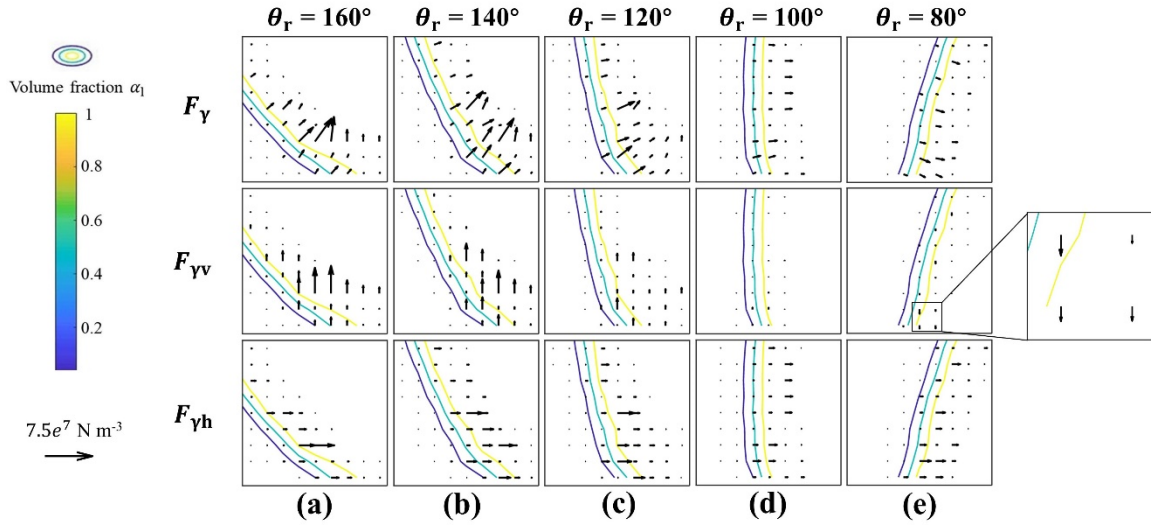 θr = 160° θr = 140° θr = 120° θr = 100° θr = 80°
Volume fraction αl
1
0.8
0.6
0.4
0.2
7.5e⁷ N m⁻³
Fγ
Fγv
Fγh
(a) (b) (c) (d) (e)